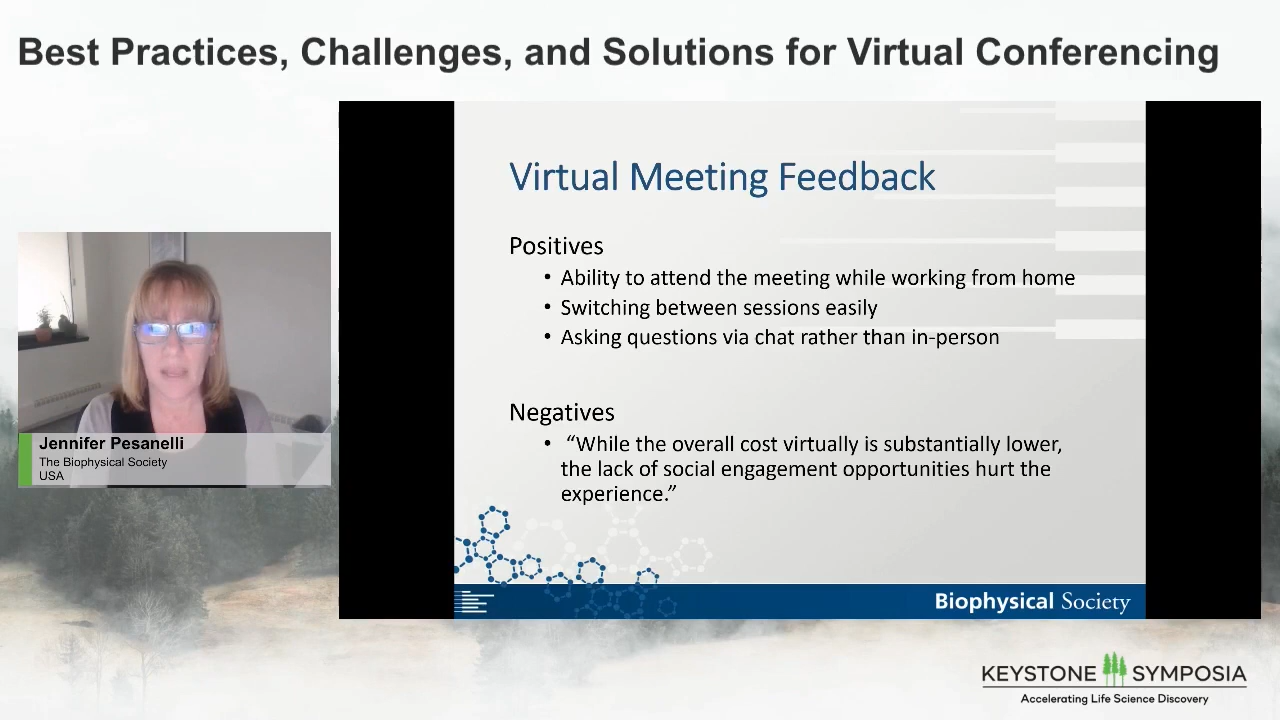 Best Practices, Challenges, and Solutions for Virtual Conferencing
Virtual Meeting Feedback
Positives
• Ability to attend the meeting while working from home
• Switching between sessions easily
• Asking questions via chat rather than in-person
Negatives
• “While the overall cost virtually is substantially lower,
the lack of social engagement opportunities hurt the
experience.”
Biophysical Society
Jennifer Pesanelli
The Biophysical Society
USA
KEYSTONE SYMPOSIA
Accelerating Life Science Discovery